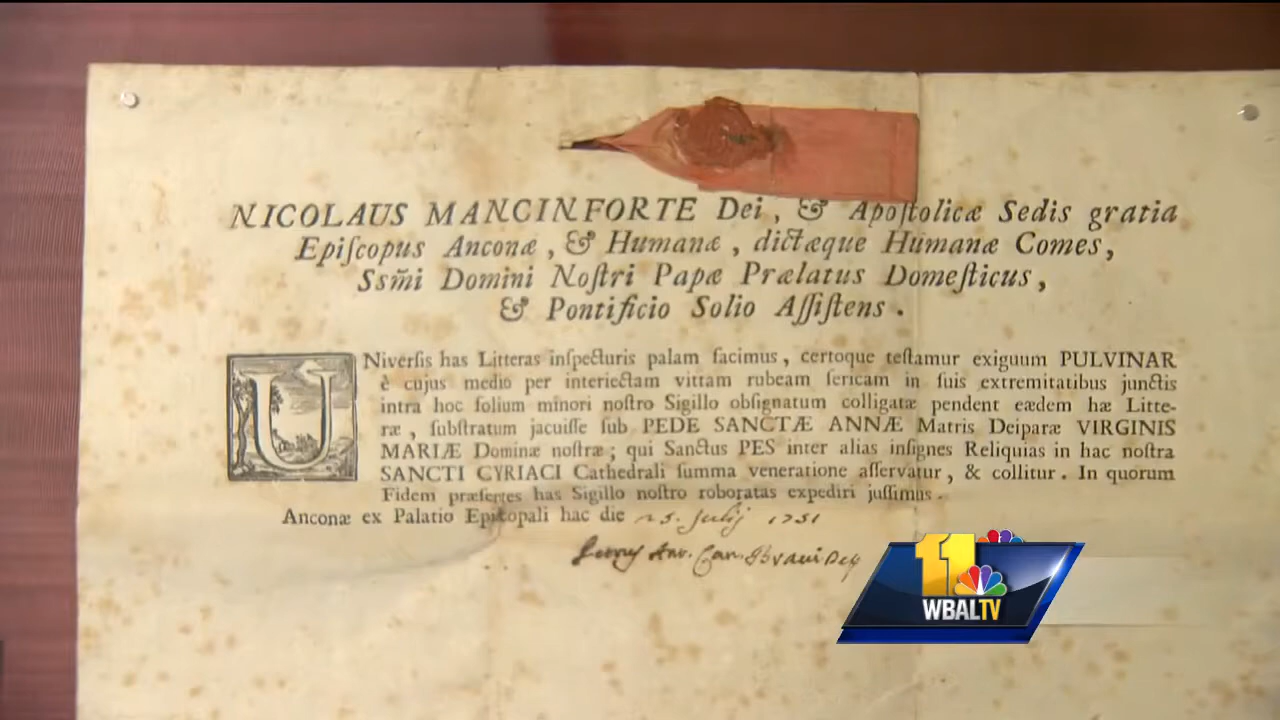 NICOLAUS MANCINFORTE Dei, & Apoſtolicæ Sedis gratia
Epiſcopus Anconæ, & Humanæ, dictæque Humanæ Comes,
Ssm̃i Domini Noſtri Papæ Prælatus Domeſticus,
& Pontificio Solio Aſſiſtens.
UNiverſis has Litteras inſpecturis palam facimus, certoque teſtamur exiguum PULVINAR
è cujus medio per interiectam vittam rubeam ſericam in ſuis extremitatibus junctis
intra hoc folium minori noſtro Sigillo obſignatum colligatæ pendent eædem hæ Litte-
ræ, ſubſtratum jacuiſſe ſub PEDE SANCTÆ ANNÆ Matris Deiparæ VIRGINIS
MARIÆ Dominæ noſtræ; qui Sanctus PES inter alias inſignes Reliquias in hac noſtra
SANCTI CYRIACI Cathedrali ſumma veneratione aſſervatur, & collitur. In quorum
Fidem præſentes has Sigillo noſtro roboratas expediri juſſimus.
Anconæ ex Palatio Epiſcopali hac die 25. Julij 1751
11
WBALTV